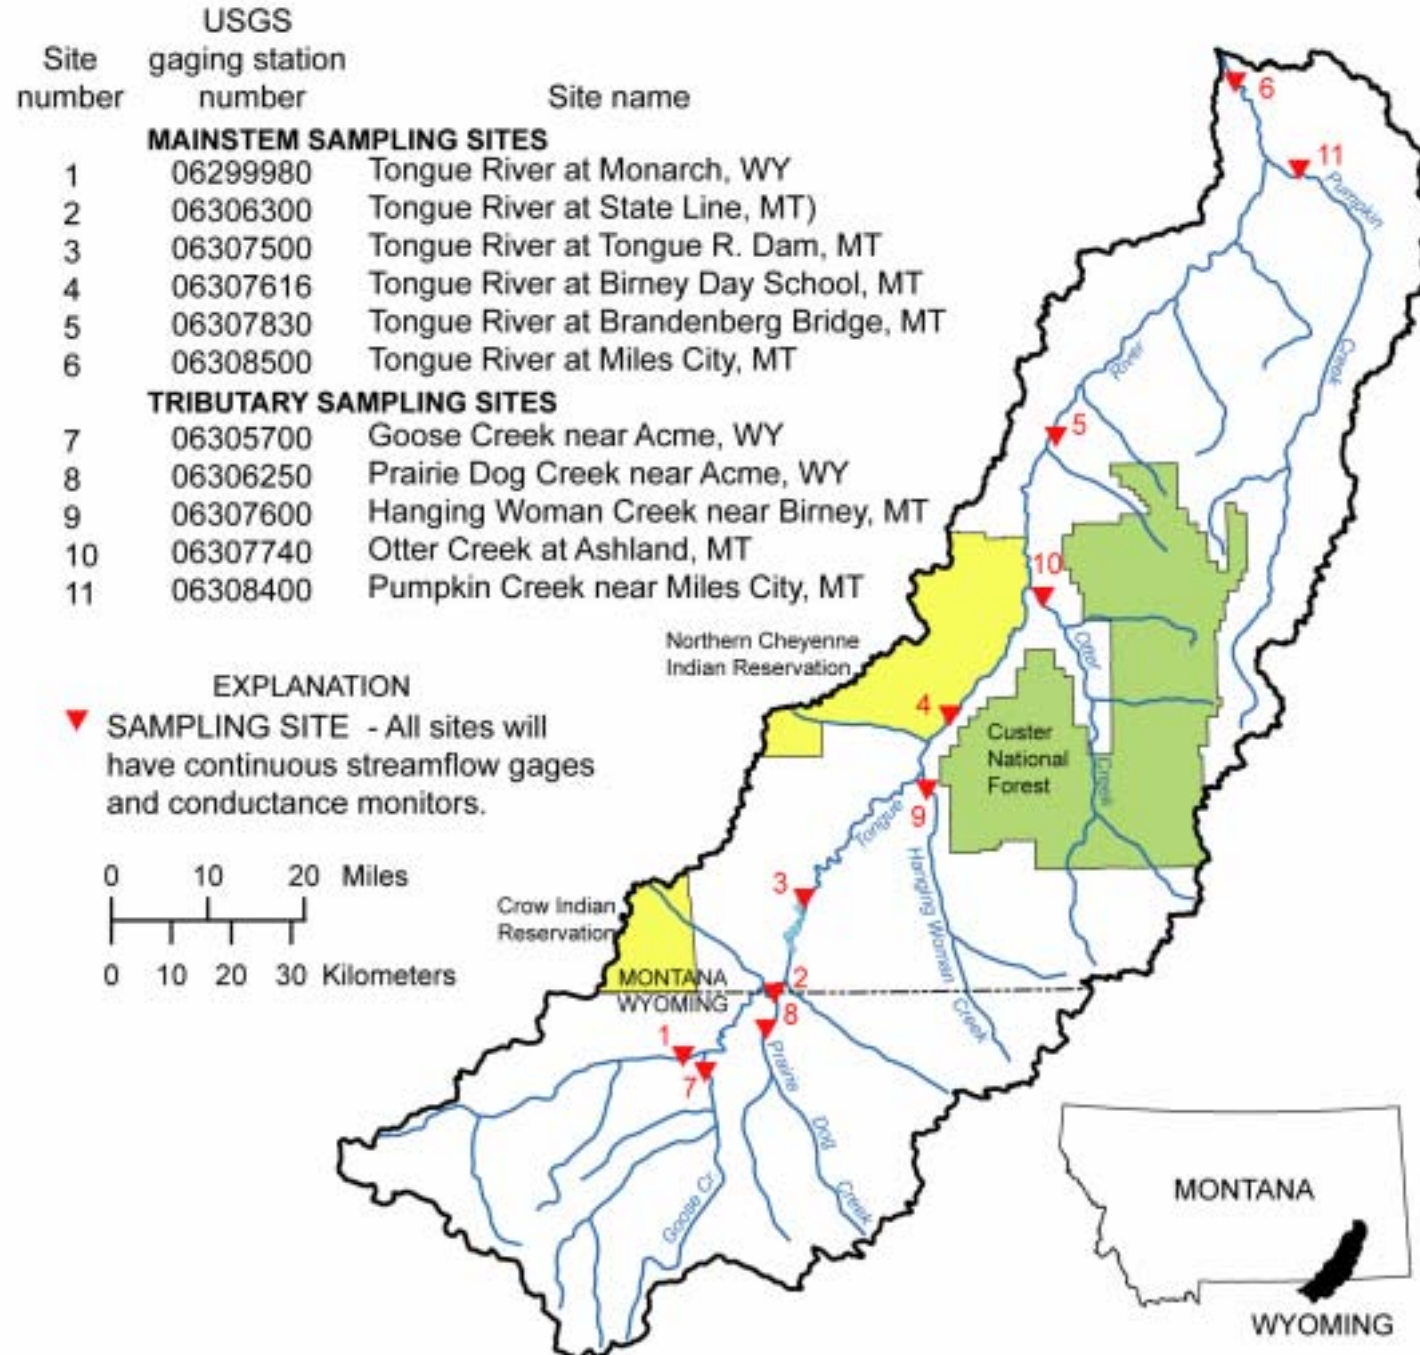 USGS
Site gaging station
number number Site name
MAINSTEM SAMPLING SITES
1 06299980 Tongue River at Monarch, WY
2 06306300 Tongue River at State Line, MT)
3 06307500 Tongue River at Tongue R. Dam, MT
4 06307616 Tongue River at Birney Day School, MT
5 06307830 Tongue River at Brandenberg Bridge, MT
6 06308500 Tongue River at Miles City, MT
TRIBUTARY SAMPLING SITES
7 06305700 Goose Creek near Acme, WY
8 06306250 Prairie Dog Creek near Acme, WY
9 06307600 Hanging Woman Creek near Birney, MT
10 06307740 Otter Creek at Ashland, MT
11 06308400 Pumpkin Creek near Miles City, MT
EXPLANATION
SAMPLING SITE - All sites will
have continuous streamflow gages
and conductance monitors.
0 10 20 Miles
0 10 20 30 Kilometers
6
11
Pumpkin
Creek
River
5
10
Northern Cheyenne
Indian Reservation
Otter
Creek
4
Custer
National
Forest
9
Tongue
Hanging Woman Creek
3
Crow Indian
Reservation
MONTANA
WYOMING
2
8
1
7
Prairie
Dog
Creek
Goose Cr
MONTANA
WYOMING